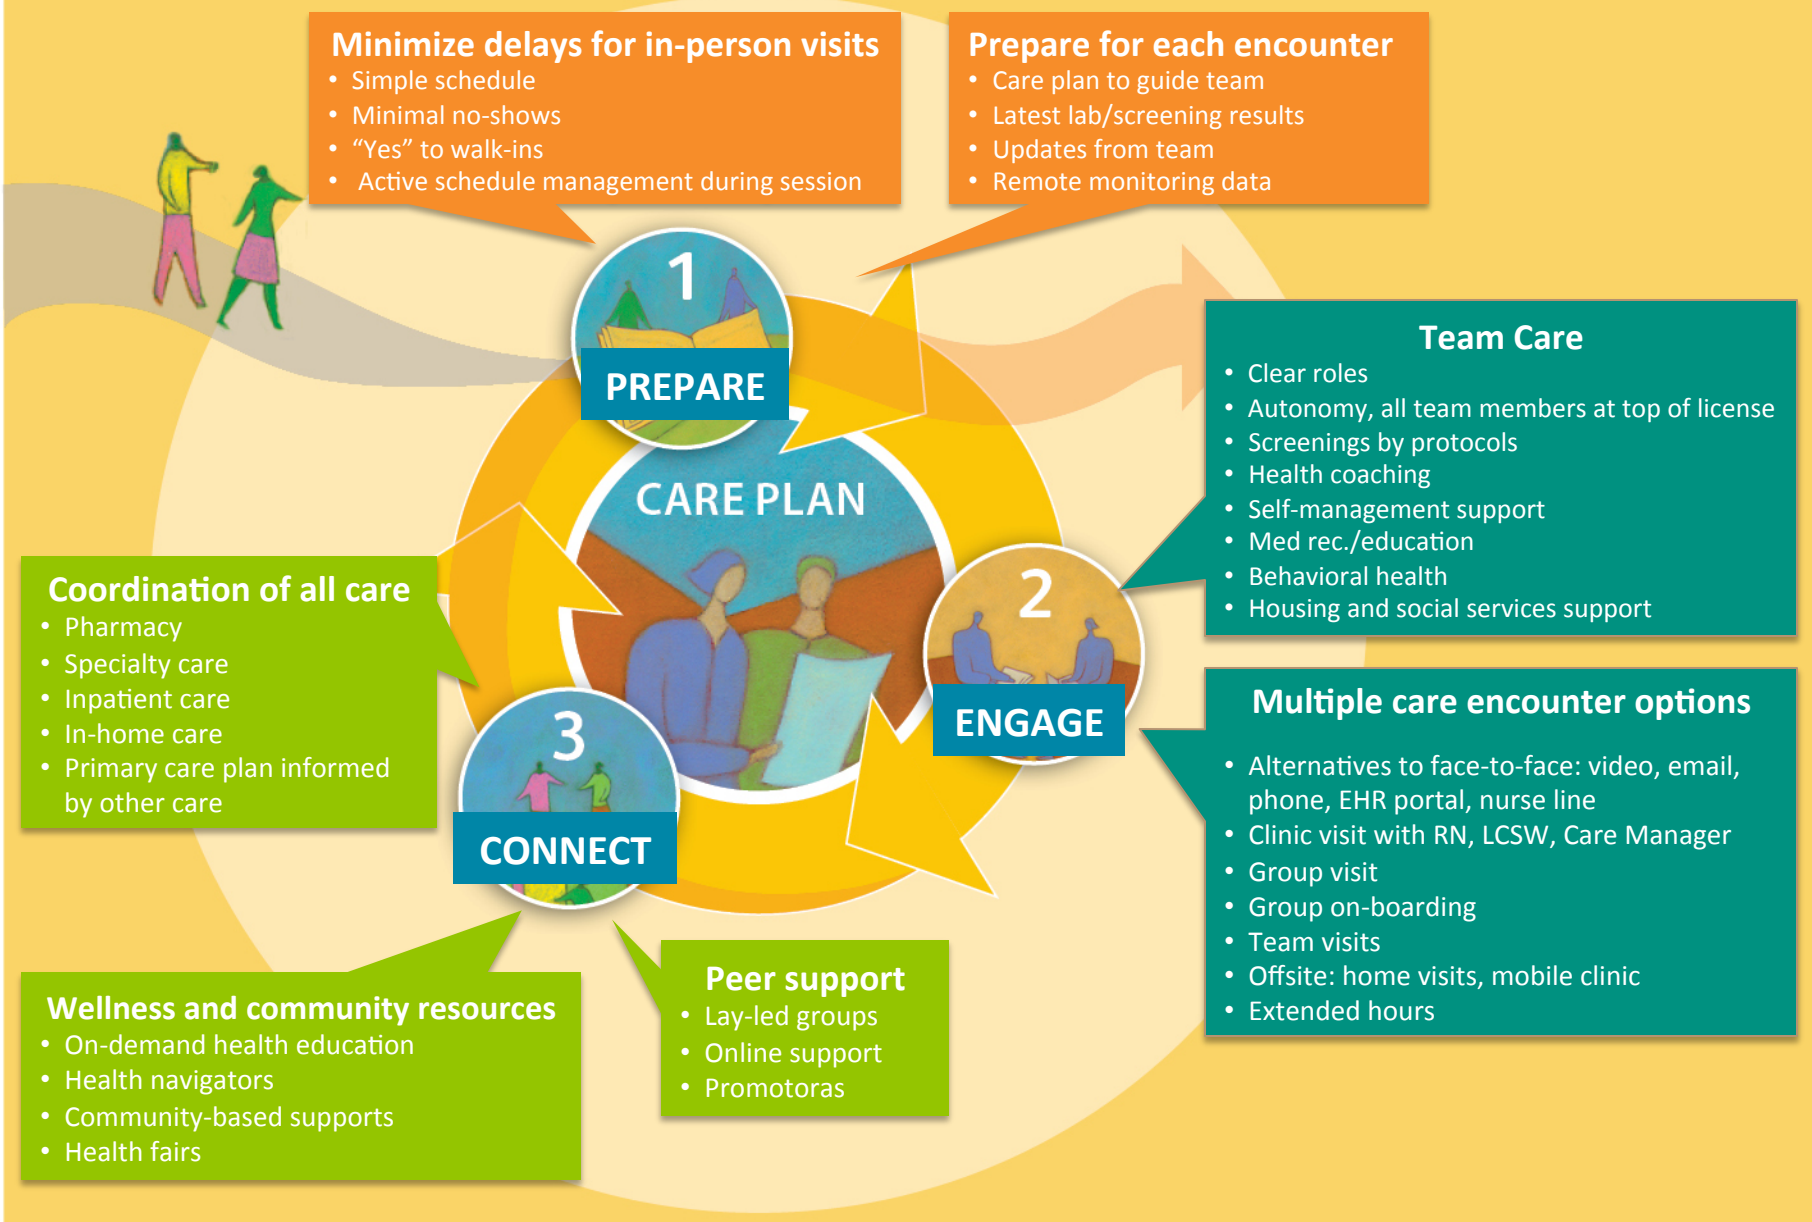 Minimize delays for in-person visits
• Simple schedule
• Minimal no-shows
• “Yes” to walk-ins
• Active schedule management during session
Prepare for each encounter
• Care plan to guide team
• Latest lab/screening results
• Updates from team
• Remote monitoring data
1
PREPARE
CARE PLAN
Team Care
• Clear roles
• Autonomy, all team members at top of license
• Screenings by protocols
• Health coaching
• Self-management support
• Med rec./education
• Behavioral health
• Housing and social services support
2
ENGAGE
Multiple care encounter options
• Alternatives to face-to-face: video, email,
phone, EHR portal, nurse line
• Clinic visit with RN, LCSW, Care Manager
• Group visit
• Group on-boarding
• Team visits
• Offsite: home visits, mobile clinic
• Extended hours
Coordination of all care
• Pharmacy
• Specialty care
• Inpatient care
• In-home care
• Primary care plan informed
by other care
3
CONNECT
Wellness and community resources
• On-demand health education
• Health navigators
• Community-based supports
• Health fairs
Peer support
• Lay-led groups
• Online support
• Promotoras